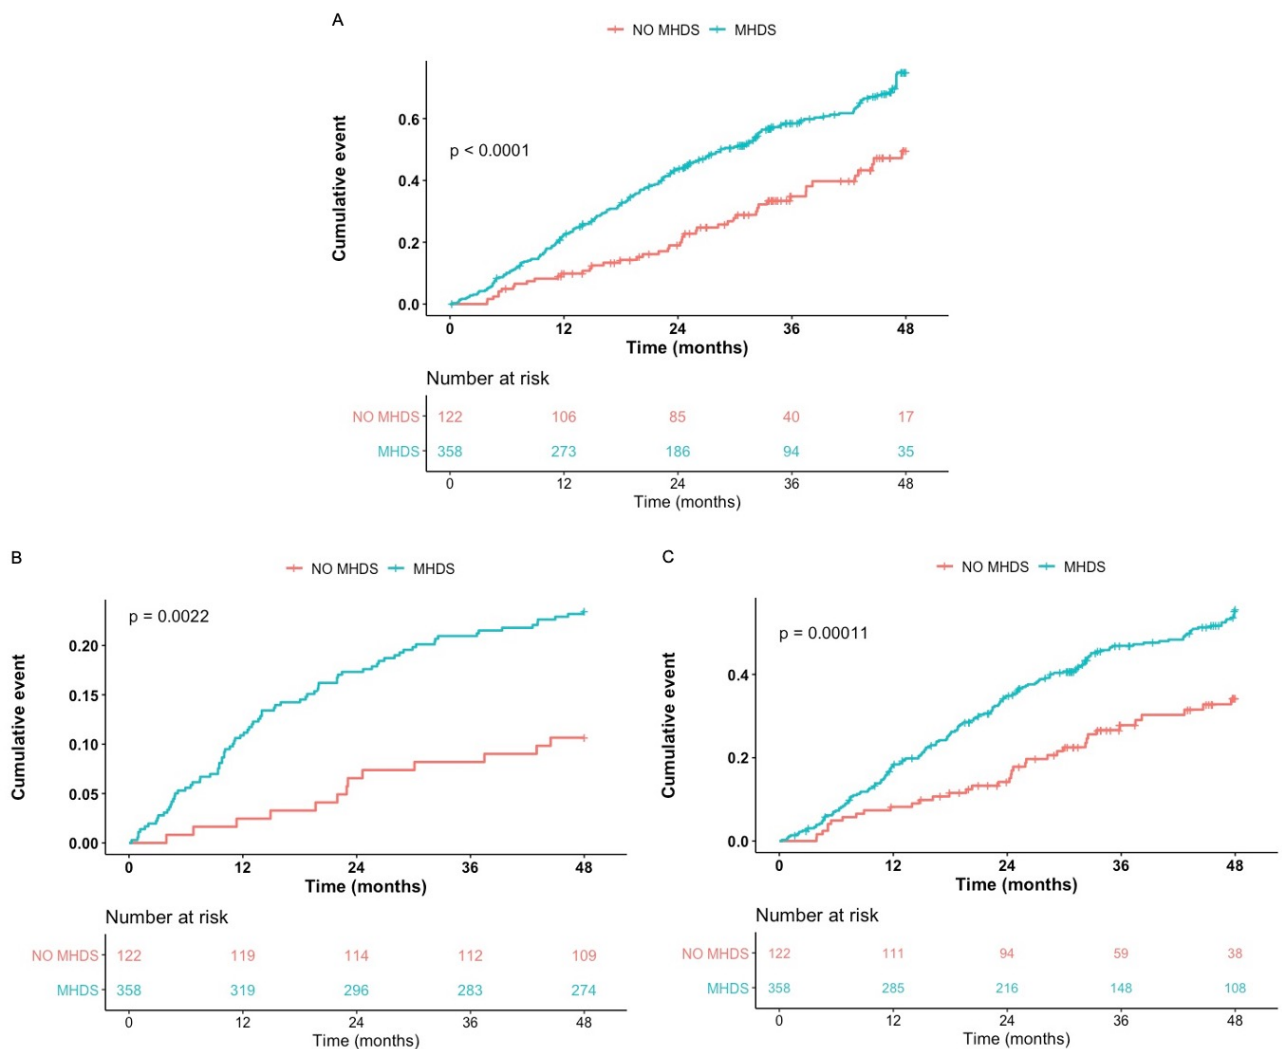 A
NO MHDS MHDS
Cumulative event
0.6
0.4
0.2
0.0
p < 0.0001
0 12 24 36 48
Time (months)
Number at risk
NO MHDS 122 106 85 40 17
MHDS 358 273 186 94 35
0 12 24 36 48
Time (months)
B
NO MHDS MHDS
Cumulative event
p = 0.0022
0.20
0.15
0.10
0.05
0.00
0 12 24 36 48
Time (months)
Number at risk
NO MHDS 122 119 114 112 109
MHDS 358 319 296 283 274
0 12 24 36 48
Time (months)
C
NO MHDS MHDS
Cumulative event
p = 0.00011
0.4
0.2
0.0
0 12 24 36 48
Time (months)
Number at risk
NO MHDS 122 111 94 59 38
MHDS 358 285 216 148 108
0 12 24 36 48
Time (months)